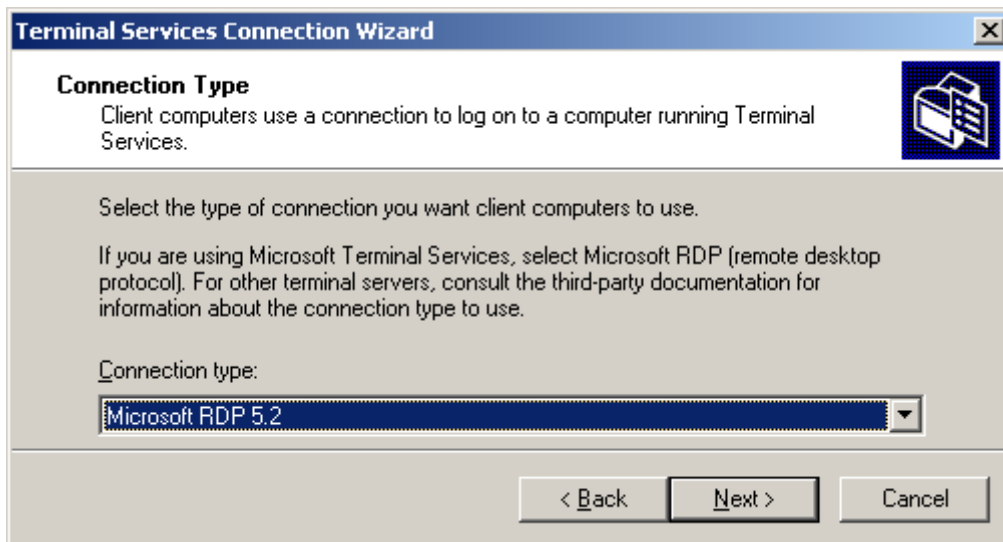 Terminal Services Connection Wizard
Connection Type
Client computers use a connection to log on to a computer running Terminal
Services.
Select the type of connection you want client computers to use.
If you are using Microsoft Terminal Services, select Microsoft RDP (remote desktop
protocol). For other terminal servers, consult the third-party documentation for
information about the connection type to use.
Connection type:
Microsoft RDP 5.2
< Back Next > Cancel